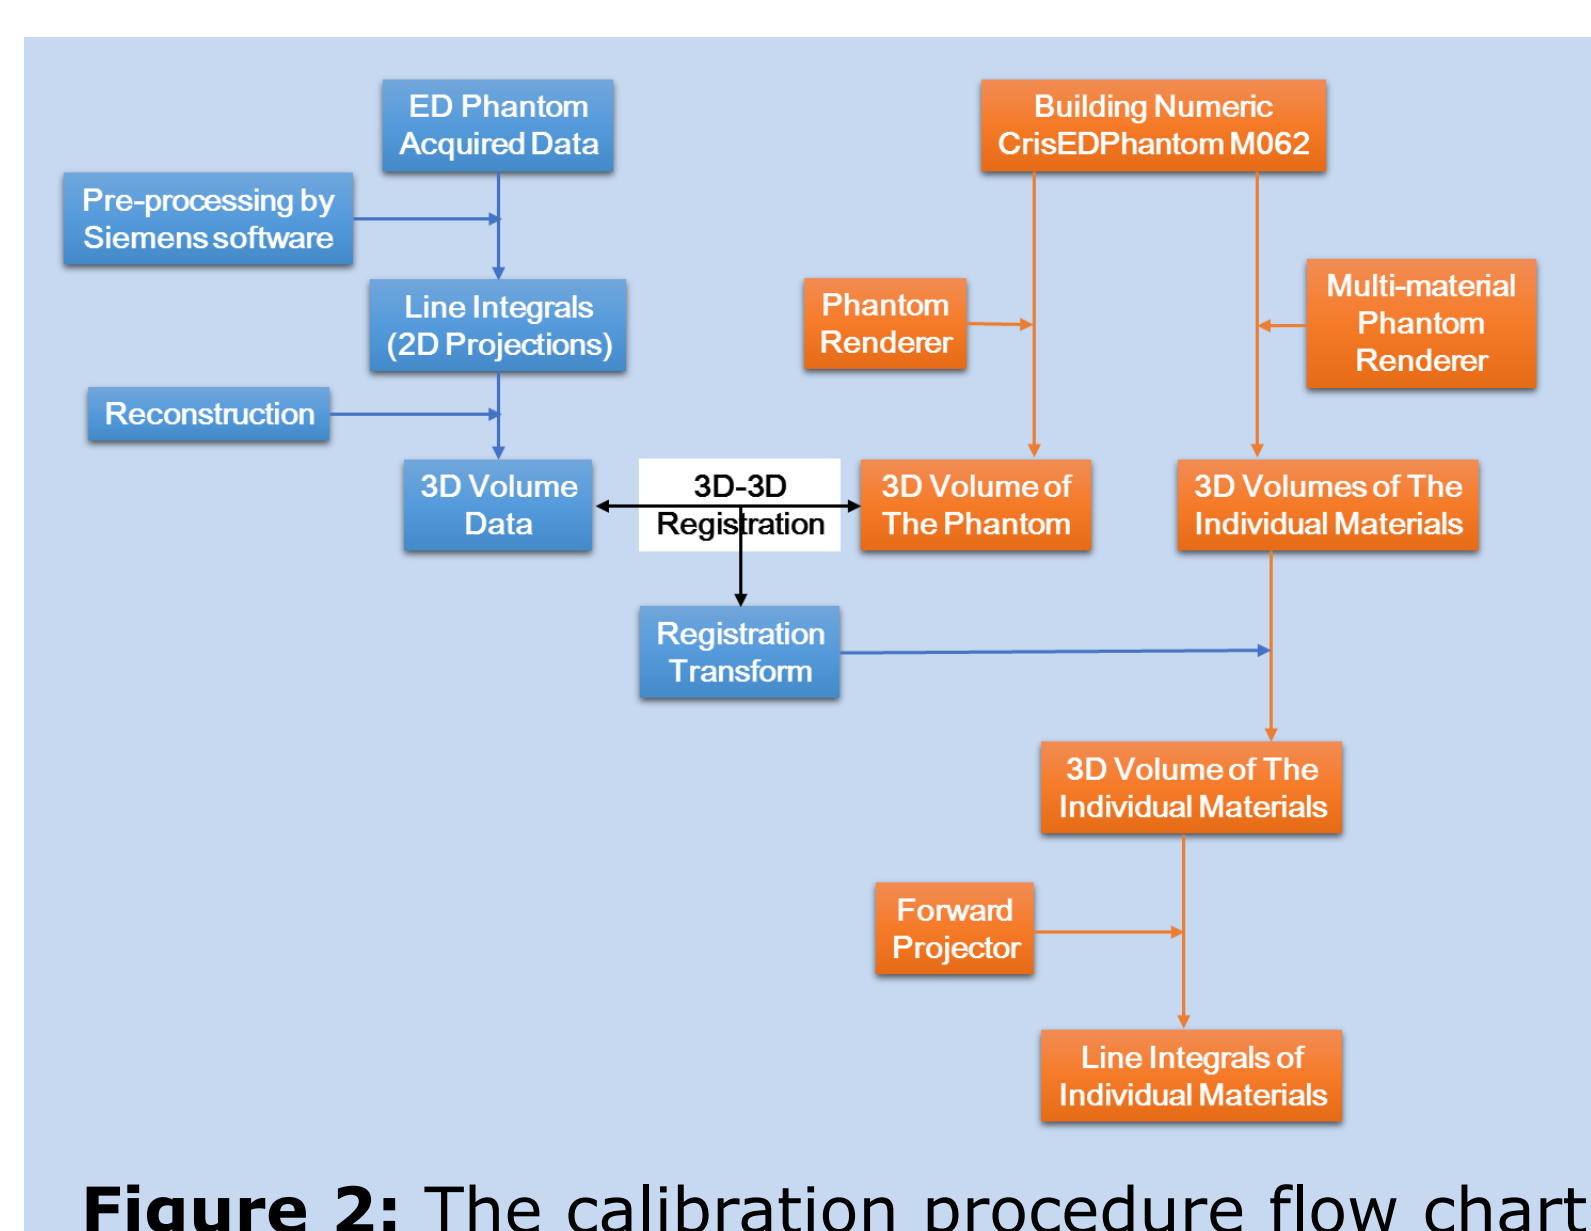 ED Phantom
Acquired Data
Building Numeric
CrisEDPhantom M062
Pre-processing by
Siemens software
Line Integrals
(2D Projections)
Phantom
Renderer
Multi-material
Phantom
Renderer
Reconstruction
3D Volume
Data
3D-3D
Registration
3D Volume of
The Phantom
3D Volumes of The
Individual Materials
Registration
Transform
3D Volume of The
Individual Materials
Forward
Projector
Line Integrals of
Individual Materials
Figure 2: The calibration procedure flow chart